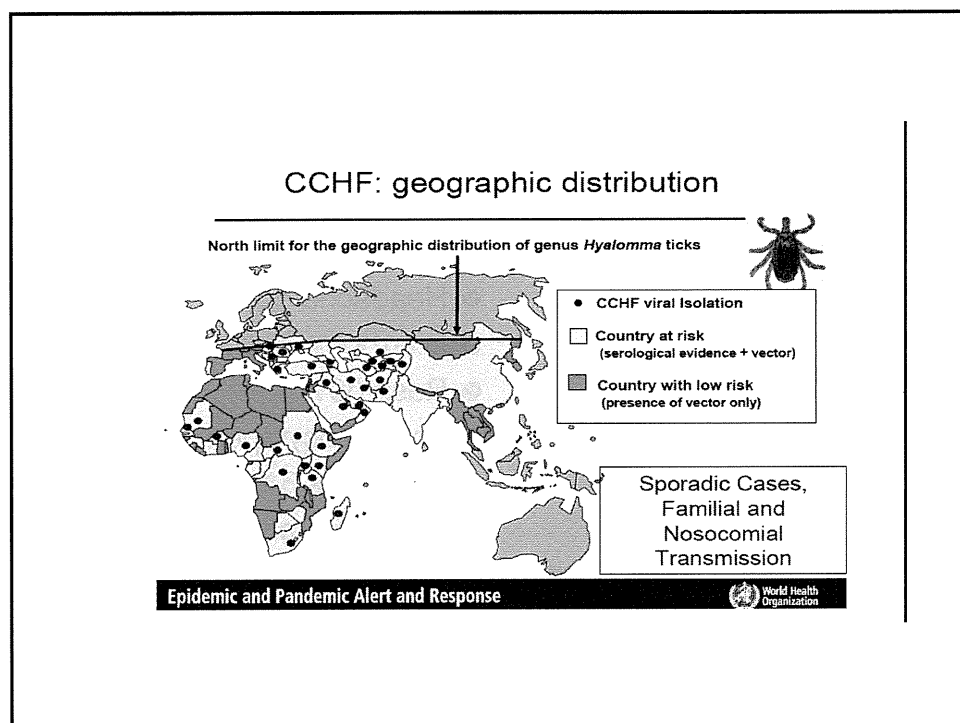 CCHF: geographic distribution
North limit for the geographic distribution of genus Hyalomma ticks
CCHF viral Isolation
Country at risk
(serological evidence + vector)
Country with low risk
(presence of vector only)
Sporadic Cases,
Familial and
Nosocomial
Transmission
Epidemic and Pandemic Alert and Response
World Health
Organization